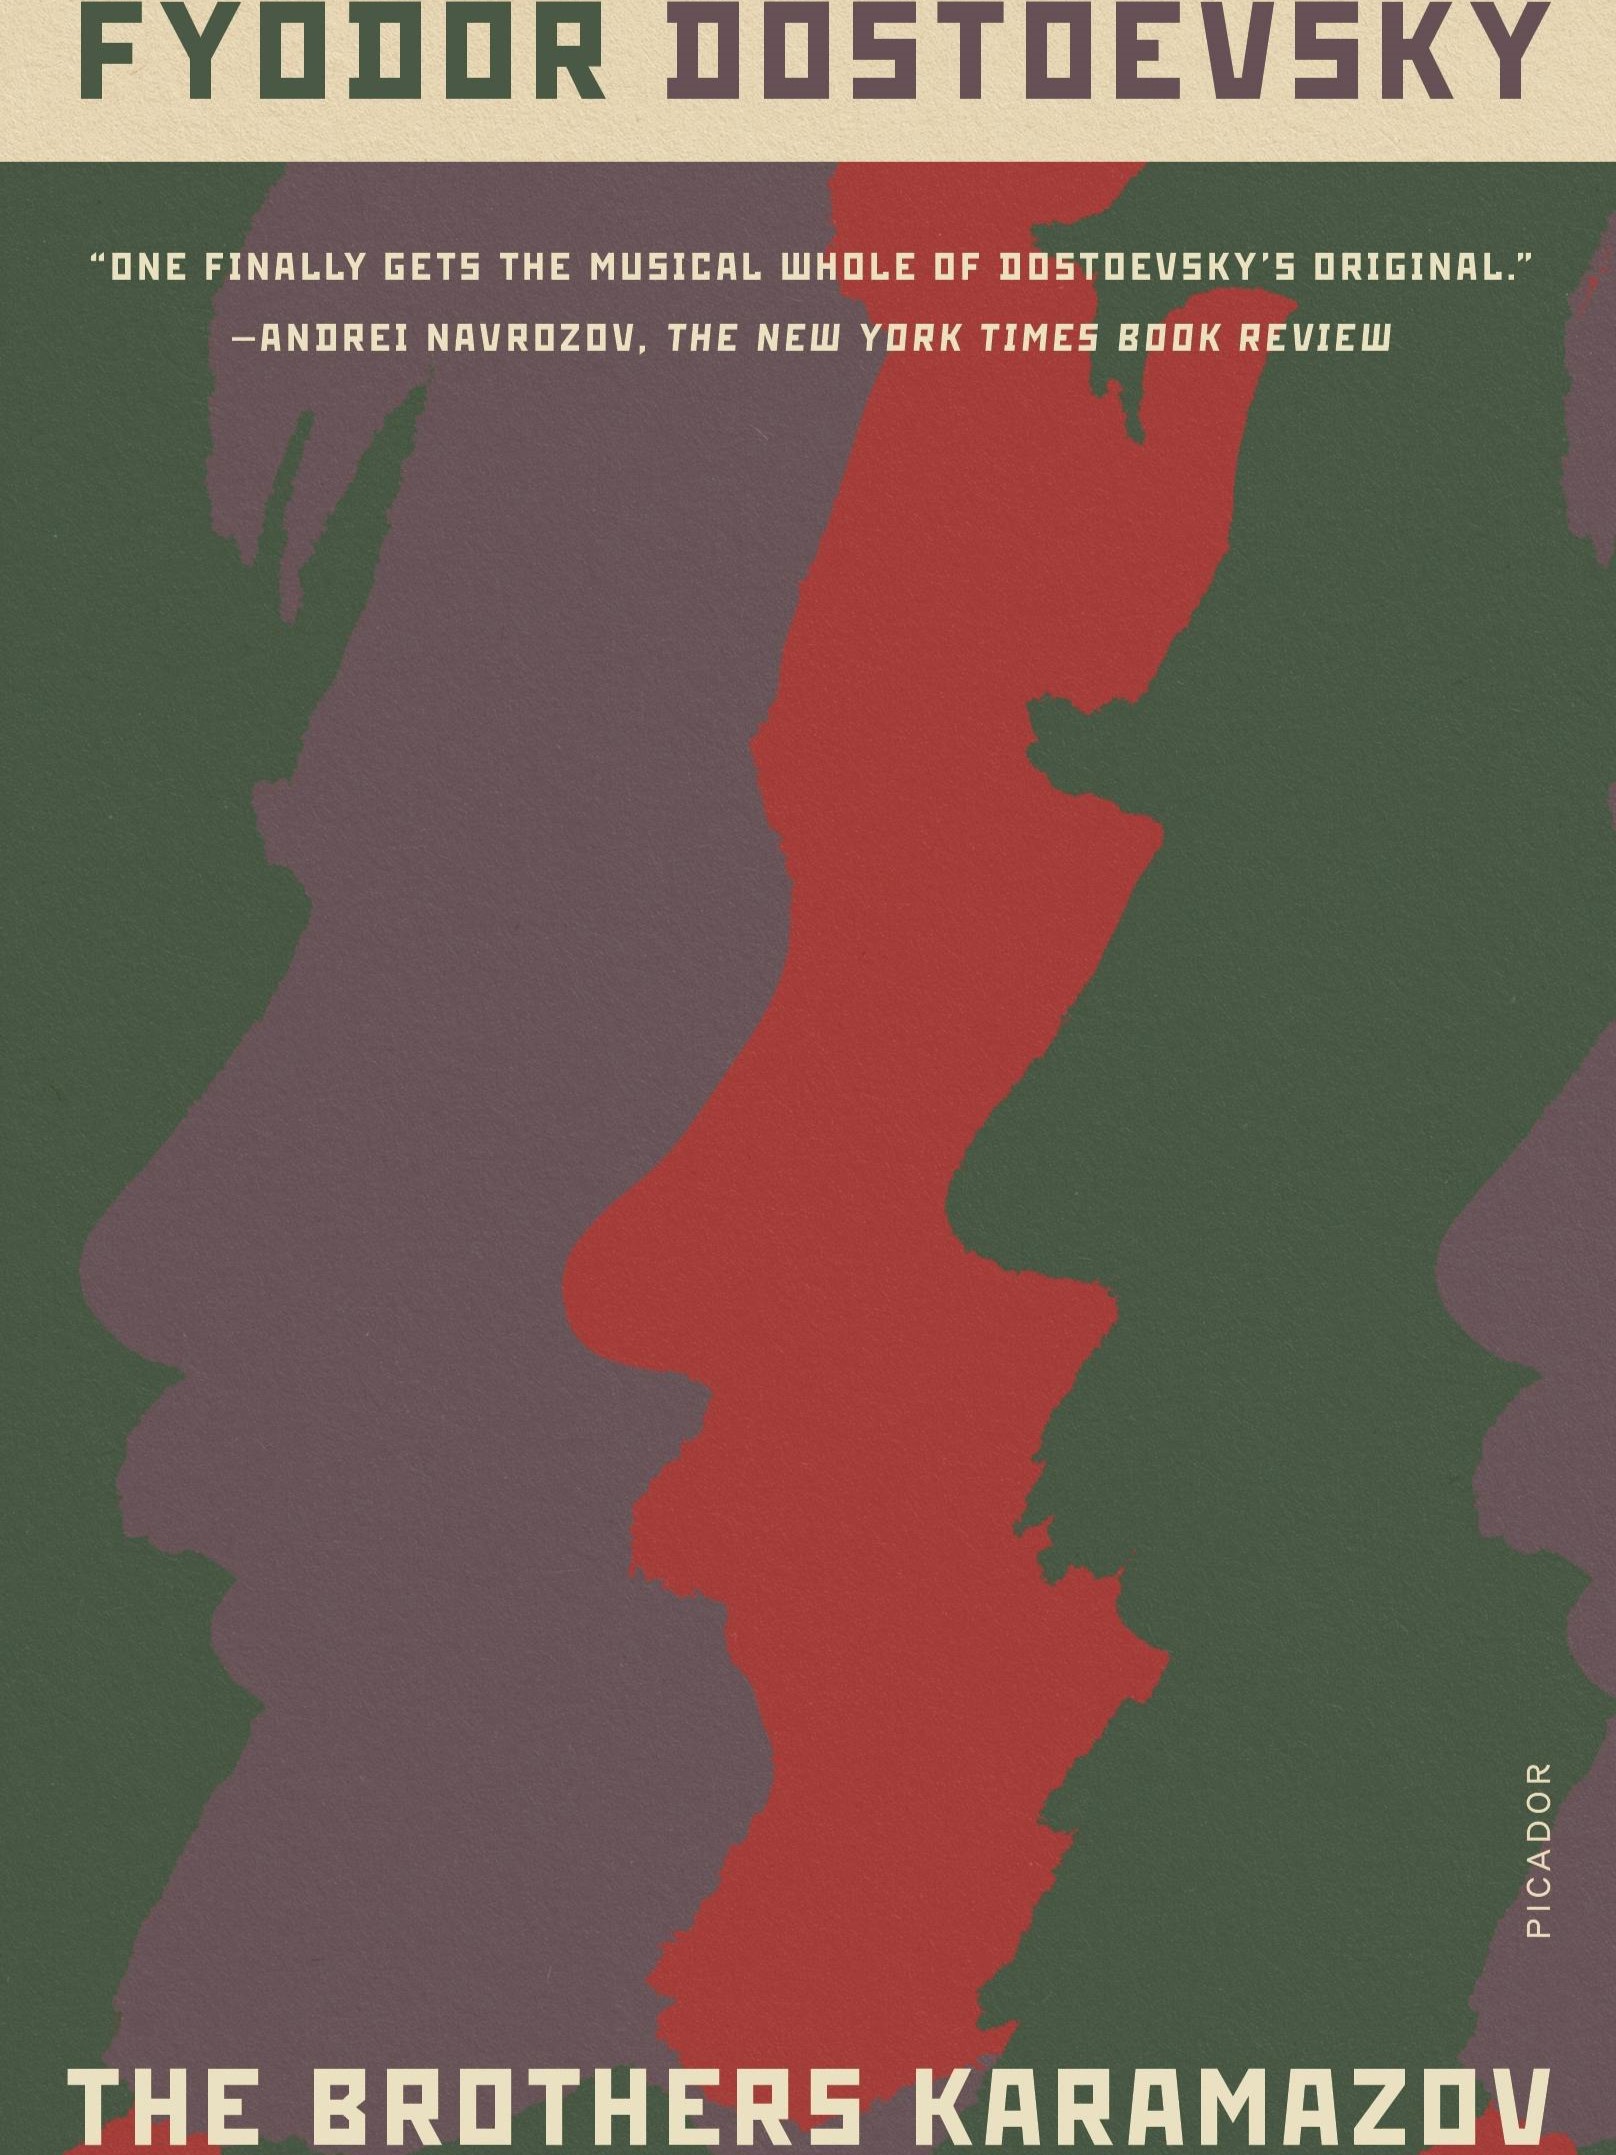 FYODOR DOSTOEVSKY
“ONE FINALLY GETS THE MUSICAL WHOLE OF DOSTOEVSKY’S ORIGINAL.”
—ANDREI NAVROZOV, THE NEW YORK TIMES BOOK REVIEW
PICADOR
THE BROTHERS KARAMAZOV